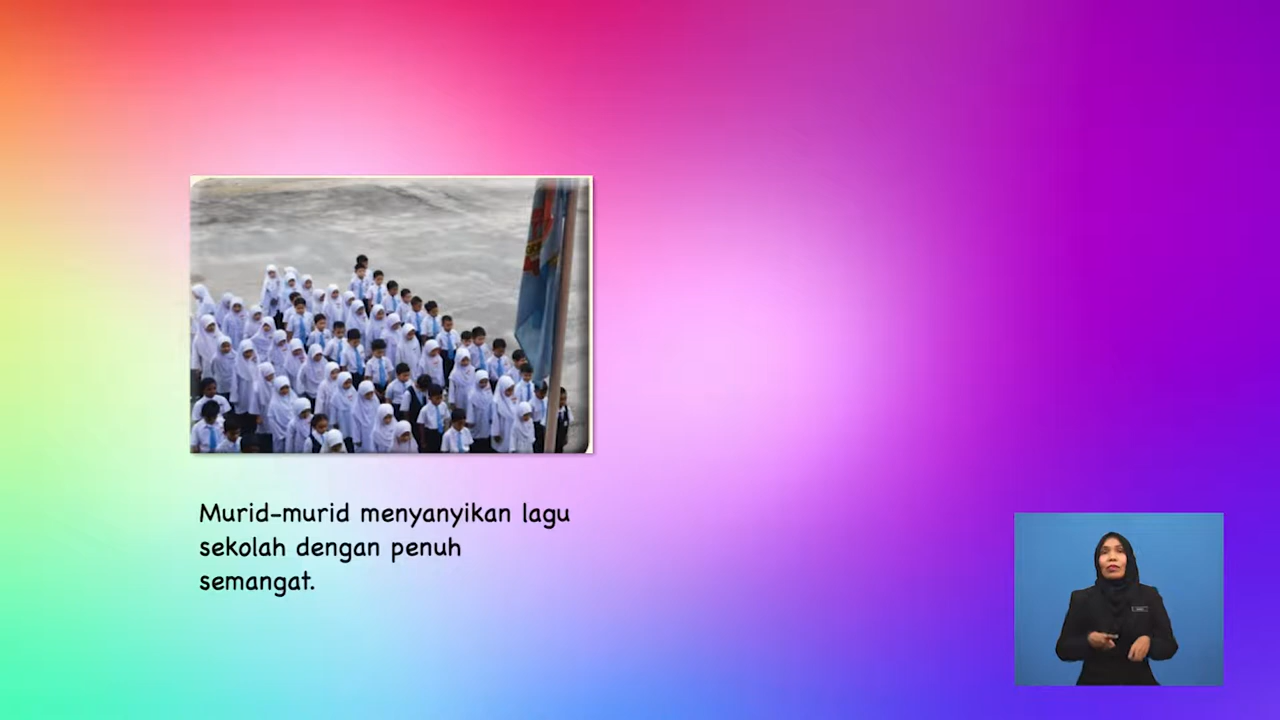 Murid-murid menyanyikan lagu
sekolah dengan penuh
semangat.